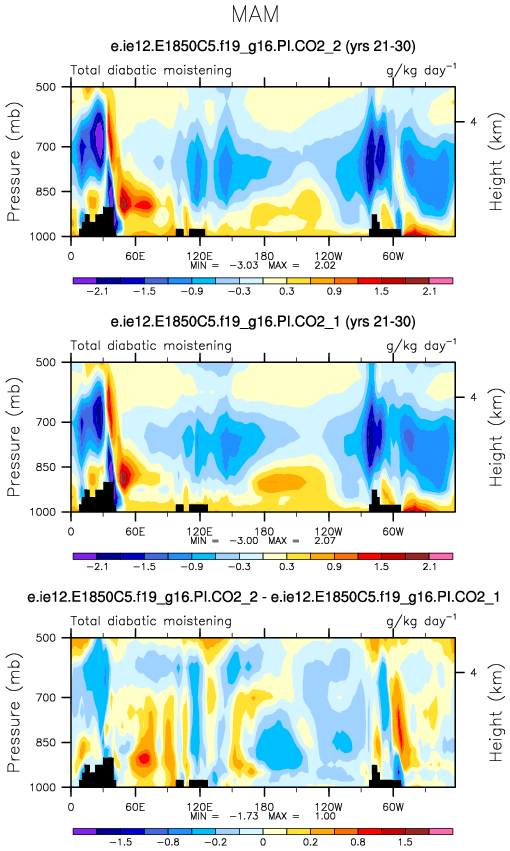 MAM
e.ie12.E1850C5.f19_g16.PI.CO2_2 (yrs 21-30)
Total diabatic moistening g/kg day⁻¹
500
700
850
1000
Pressure (mb)
4
Height (km)
0 60E 120E 180 120W 60W
MIN = -3.03 MAX = 2.02
-2.1 -1.5 -0.9 -0.3 0.3 0.9 1.5 2.1
e.ie12.E1850C5.f19_g16.PI.CO2_1 (yrs 21-30)
Total diabatic moistening g/kg day⁻¹
500
700
850
1000
Pressure (mb)
4
Height (km)
0 60E 120E 180 120W 60W
MIN = -3.00 MAX = 2.07
-2.1 -1.5 -0.9 -0.3 0.3 0.9 1.5 2.1
e.ie12.E1850C5.f19_g16.PI.CO2_2 - e.ie12.E1850C5.f19_g16.PI.CO2_1
Total diabatic moistening g/kg day⁻¹
500
700
850
1000
Pressure (mb)
4
Height (km)
0 60E 120E 180 120W 60W
MIN = -1.73 MAX = 1.00
-1.5 -0.8 -0.2 0 0.2 0.8 1.5